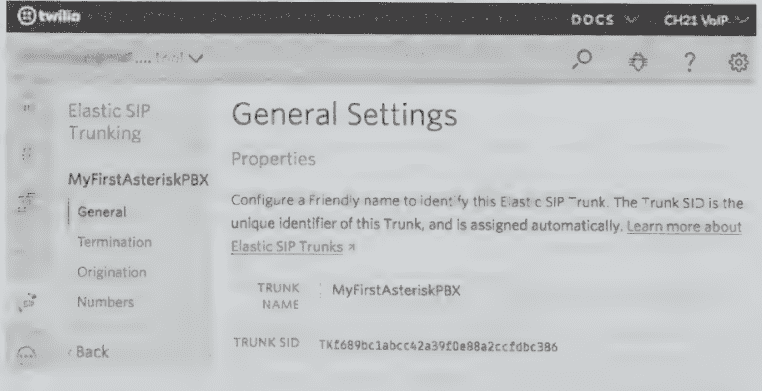 twilio
DOCS
CH21 VoIP
Elastic SIP
Trunking
MyFirstAsteriskPBX
General
Termination
Origination
Numbers
Back
General Settings
Properties
Configure a Friendly name to identify this Elastic SIP Trunk. The Trunk SID is the
unique identifier of this Trunk, and is assigned automatically. Learn more about
Elastic SIP Trunks
TRUNK
NAME
MyFirstAsteriskPBX
TRUNK SID
TKf689bc1abcc42a39f0e88a2ccfdbc386